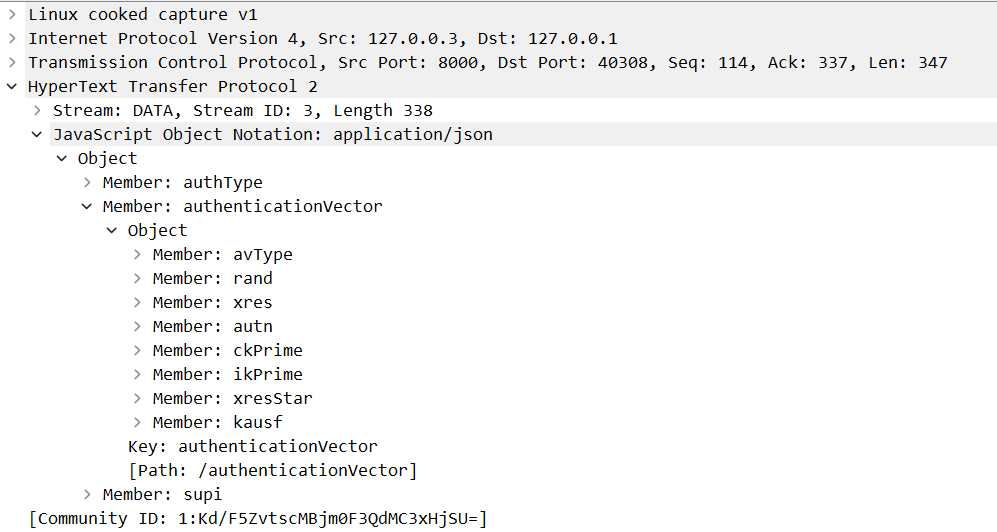 Linux cooked capture v1
Internet Protocol Version 4, Src: 127.0.0.3, Dst: 127.0.0.1
Transmission Control Protocol, Src Port: 8000, Dst Port: 40308, Seq: 114, Ack: 337, Len: 347
HyperText Transfer Protocol 2
Stream: DATA, Stream ID: 3, Length 338
JavaScript Object Notation: application/json
Object
Member: authType
Member: authenticationVector
Object
Member: avType
Member: rand
Member: xres
Member: autn
Member: ckPrime
Member: ikPrime
Member: xresStar
Member: kausf
Key: authenticationVector
[Path: /authenticationVector]
Member: supi
[Community ID: 1:Kd/F5ZvtscMBjm0F3QdMC3xHjSU=]